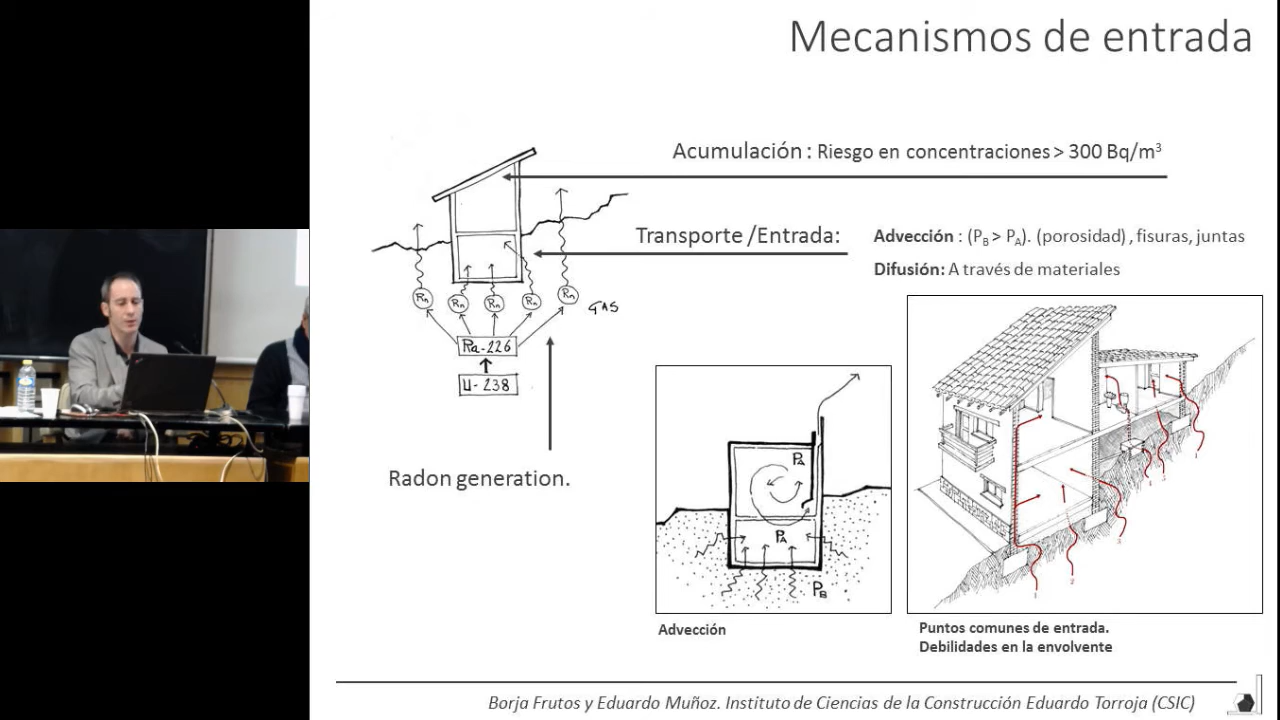 Mecanismos de entrada
Acumulación : Riesgo en concentraciones > 300 Bq/m³
Transporte /Entrada:
Advección : (PB > PA). (porosidad) , fisuras, juntas
Difusión: A través de materiales
Rn Rn Rn Rn Rn
GAS
Ra-226
U-238
Radon generation.
PA
PA
PB
Advección
Puntos comunes de entrada.
Debilidades en la envolvente
Borja Frutos y Eduardo Muñoz. Instituto de Ciencias de la Construcción Eduardo Torroja (CSIC)